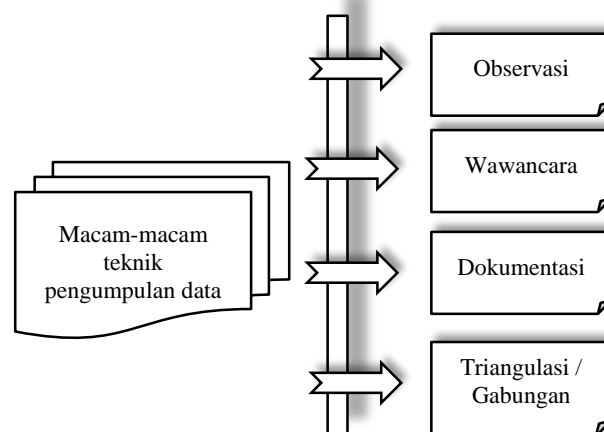 Observasi
Wawancara
Macam-macam
teknik
pengumpulan data
Dokumentasi
Triangulasi /
Gabungan